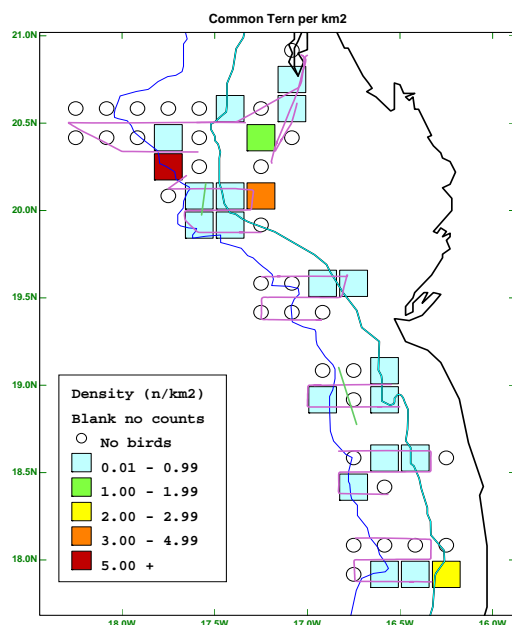 Common Tern per km2
21.0N
20.5N
20.0N
19.5N
19.0N
18.5N
18.0N
Density (n/km2)
Blank no counts
No birds
0.01 - 0.99
1.00 - 1.99
2.00 - 2.99
3.00 - 4.99
5.00 +
18.0W 17.5W 17.0W 16.5W 16.0W